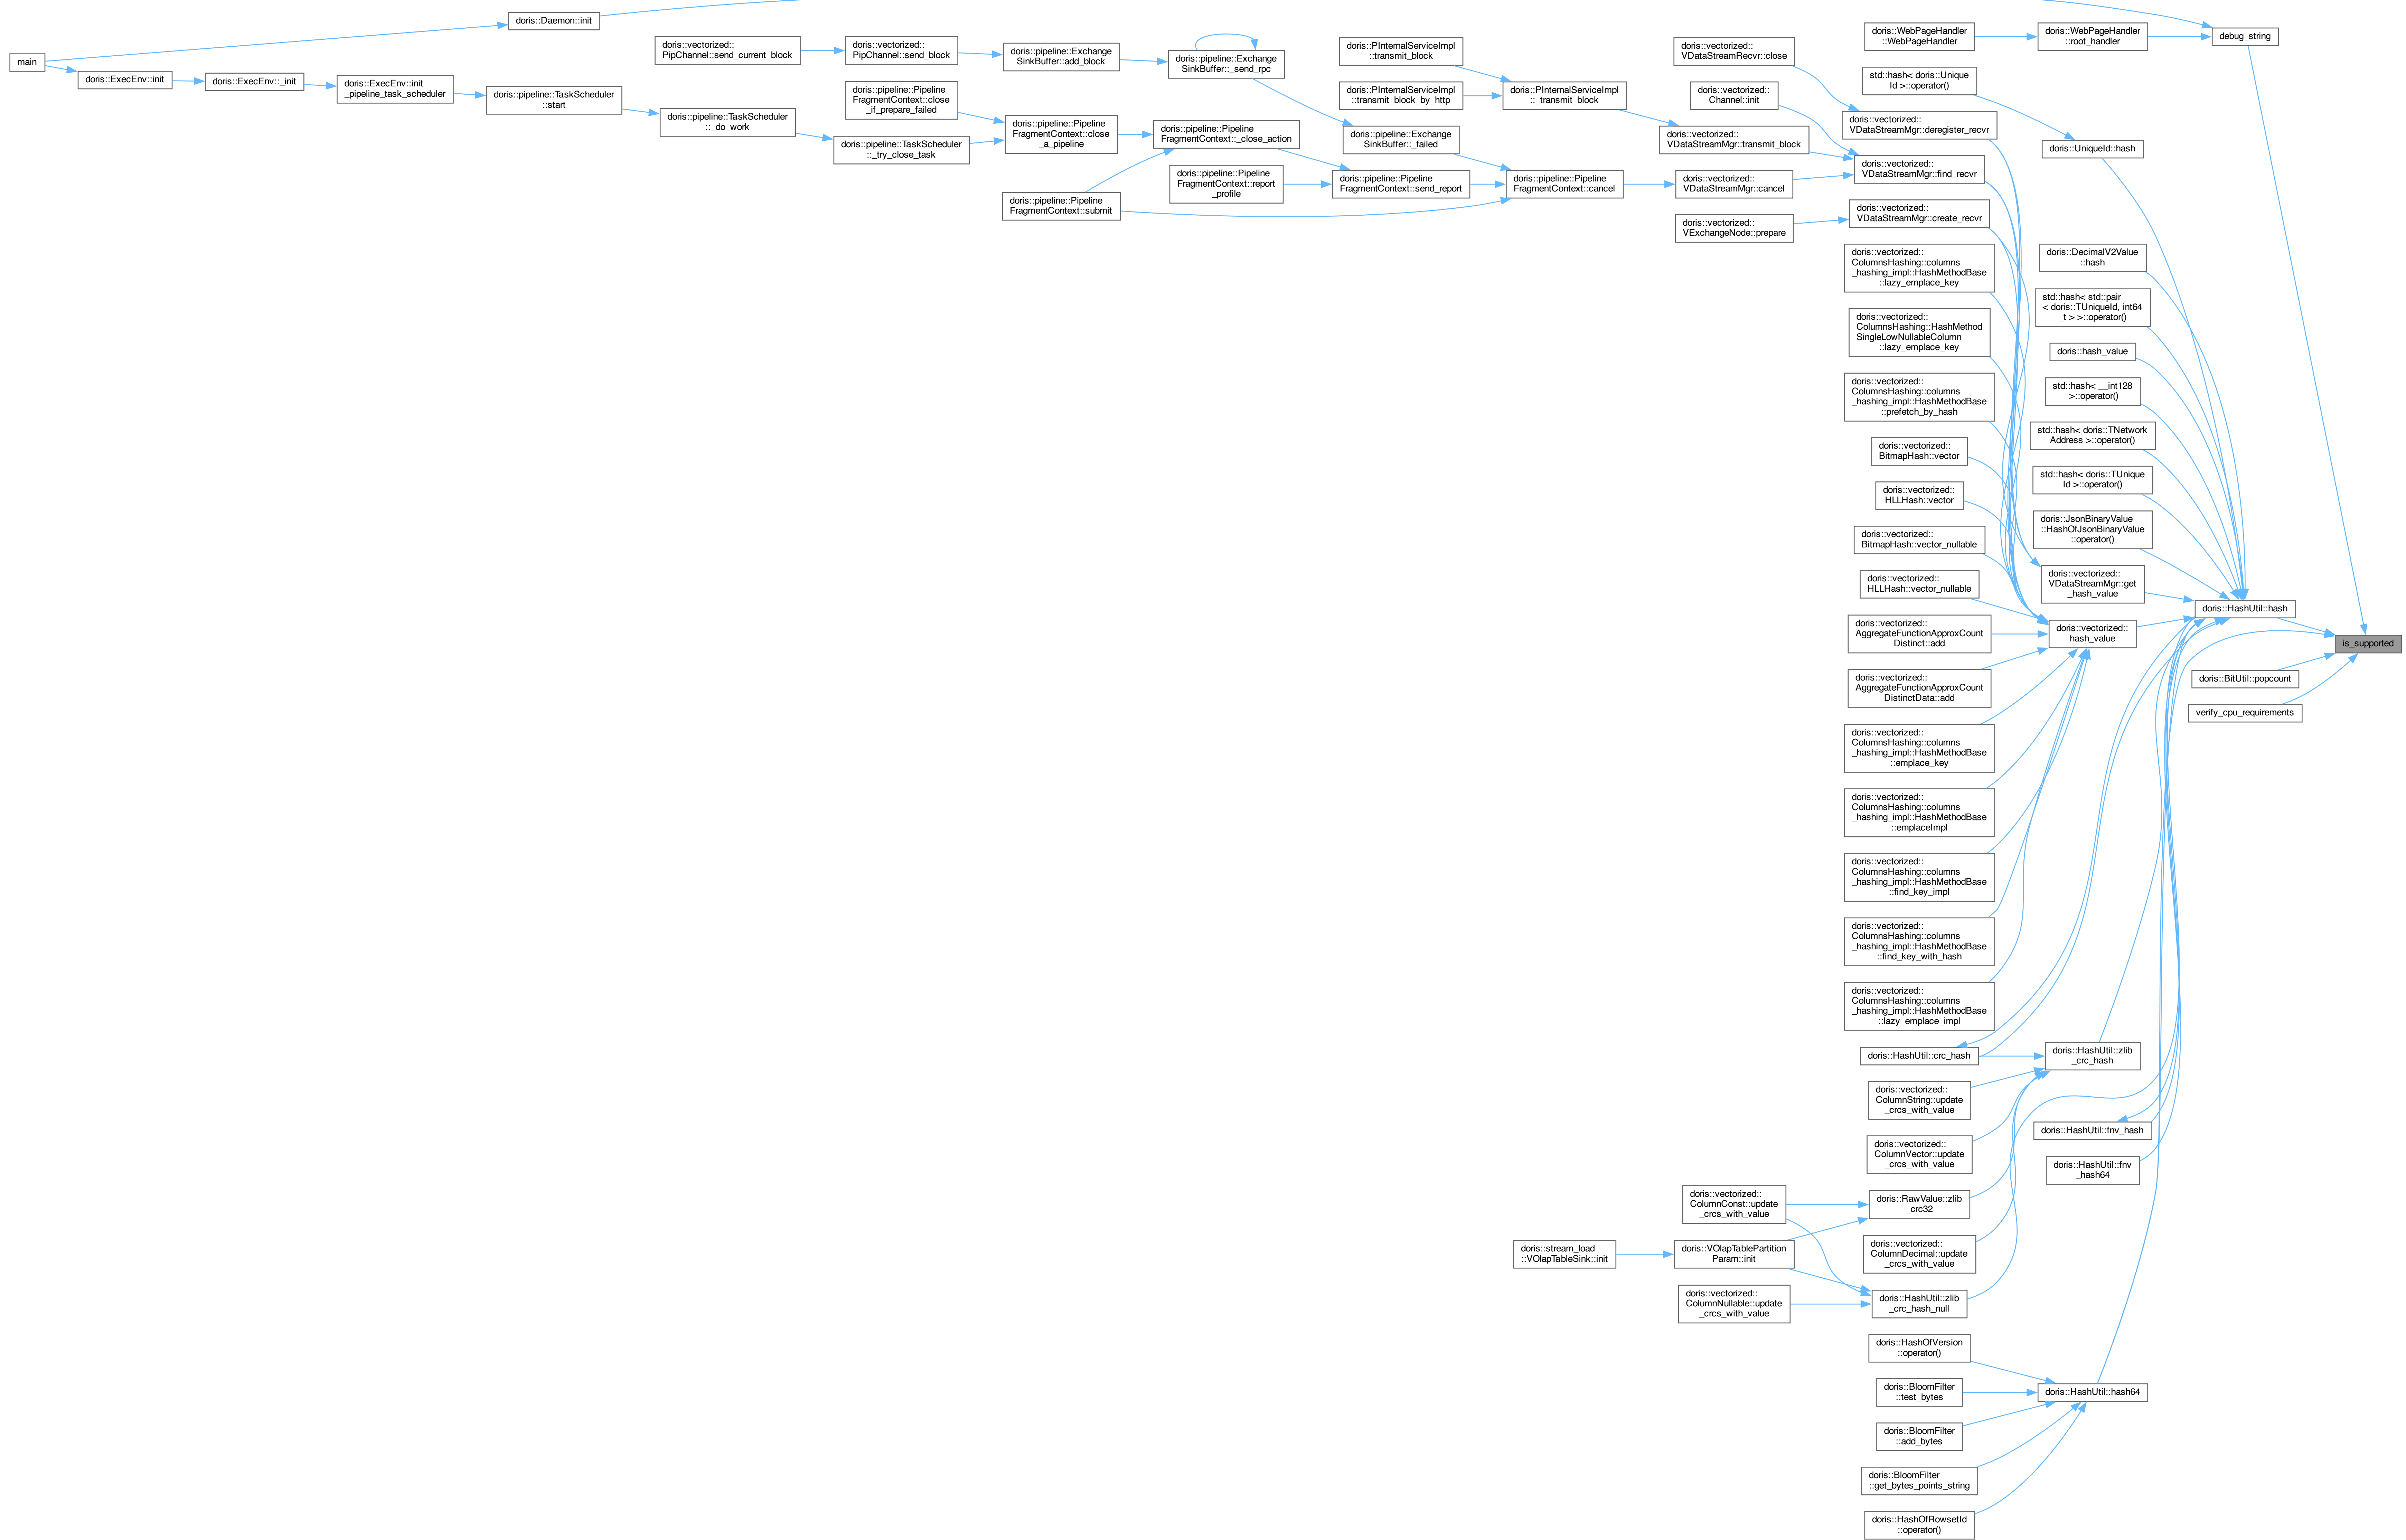 main
doris::Daemon::init
doris::ExecEnv::init
doris::ExecEnv::_init
doris::ExecEnv::init
_pipeline_task_scheduler
doris::pipeline::TaskScheduler
::start
doris::pipeline::TaskScheduler
::_do_work
doris::vectorized::
PipChannel::send_current_block
doris::vectorized::
PipChannel::send_block
doris::pipeline::Pipeline
FragmentContext::close
_if_prepare_failed
doris::pipeline::TaskScheduler
::_try_close_task
doris::pipeline::Exchange
SinkBuffer::add_block
doris::pipeline::Pipeline
FragmentContext::close
_a_pipeline
doris::pipeline::Pipeline
FragmentContext::submit
doris::pipeline::Exchange
SinkBuffer::_send_rpc
doris::pipeline::Pipeline
FragmentContext::_close_action
doris::pipeline::Pipeline
FragmentContext::report
_profile
doris::PInternalServiceImpl
::transmit_block
doris::PInternalServiceImpl
::transmit_block_by_http
doris::pipeline::Exchange
SinkBuffer::_failed
doris::pipeline::Pipeline
FragmentContext::send_report
doris::PInternalServiceImpl
::_transmit_block
doris::pipeline::Pipeline
FragmentContext::cancel
doris::vectorized::
VDataStreamRecvr::close
doris::vectorized::
Channel::init
doris::vectorized::
VDataStreamMgr::transmit_block
doris::vectorized::
VDataStreamMgr::cancel
doris::vectorized::
VExchangeNode::prepare
doris::WebPageHandler
::WebPageHandler
doris::WebPageHandler
::root_handler
debug_string
std::hash< doris::Unique
Id >::operator()
doris::vectorized::
VDataStreamMgr::deregister_recvr
doris::UniqueId::hash
doris::vectorized::
VDataStreamMgr::find_recvr
doris::vectorized::
VDataStreamMgr::create_recvr
doris::vectorized::
ColumnsHashing::columns
_hashing_impl::HashMethodBase
::lazy_emplace_key
doris::vectorized::
ColumnsHashing::HashMethod
SingleLowNullableColumn
::lazy_emplace_key
doris::vectorized::
ColumnsHashing::columns
_hashing_impl::HashMethodBase
::prefetch_by_hash
doris::vectorized::
BitmapHash::vector
doris::vectorized::
HLLHash::vector
doris::vectorized::
BitmapHash::vector_nullable
doris::vectorized::
HLLHash::vector_nullable
doris::vectorized::
AggregateFunctionApproxCount
Distinct::add
doris::vectorized::
AggregateFunctionApproxCount
DistinctData::add
doris::vectorized::
ColumnsHashing::columns
_hashing_impl::HashMethodBase
::emplace_key
doris::vectorized::
ColumnsHashing::columns
_hashing_impl::HashMethodBase
::emplaceImpl
doris::vectorized::
ColumnsHashing::columns
_hashing_impl::HashMethodBase
::find_key_impl
doris::vectorized::
ColumnsHashing::columns
_hashing_impl::HashMethodBase
::find_key_with_hash
doris::vectorized::
ColumnsHashing::columns
_hashing_impl::HashMethodBase
::lazy_emplace_impl
doris::DecimalV2Value
::hash
std::hash< std::pair
< doris::TUniqueId, int64
_t > >::operator()
doris::hash_value
std::hash< __int128
>::operator()
std::hash< doris::TNetwork
Address >::operator()
std::hash< doris::TUnique
Id >::operator()
doris::JsonBinaryValue
::HashOfJsonBinaryValue
::operator()
doris::vectorized::
VDataStreamMgr::get
_hash_value
doris::vectorized::
hash_value
doris::HashUtil::hash
is_supported
doris::BitUtil::popcount
verify_cpu_requirements
doris::HashUtil::crc_hash
doris::HashUtil::zlib
_crc_hash
doris::vectorized::
ColumnString::update
_crcs_with_value
doris::HashUtil::fnv_hash
doris::vectorized::
ColumnVector::update
_crcs_with_value
doris::HashUtil::fnv
_hash64
doris::vectorized::
ColumnConst::update
_crcs_with_value
doris::RawValue::zlib
_crc32
doris::stream_load
::VOlapTableSink::init
doris::VOlapTablePartition
Param::init
doris::vectorized::
ColumnDecimal::update
_crcs_with_value
doris::vectorized::
ColumnNullable::update
_crcs_with_value
doris::HashUtil::zlib
_crc_hash_null
doris::HashOfVersion
::operator()
doris::BloomFilter
::test_bytes
doris::HashUtil::hash64
doris::BloomFilter
::add_bytes
doris::BloomFilter
::get_bytes_points_string
doris::HashOfRowsetId
::operator()